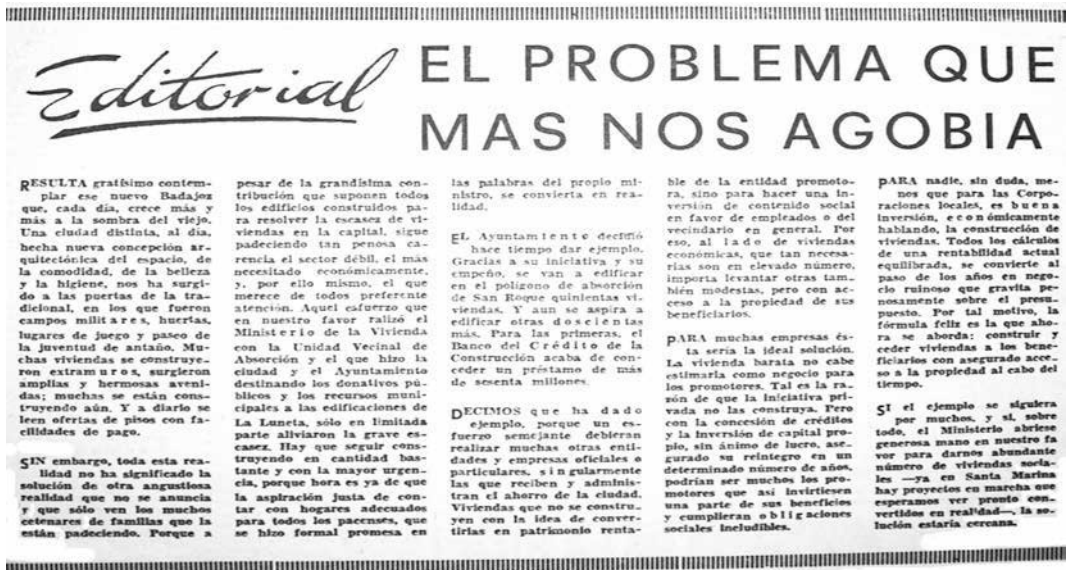 Editorial
EL PROBLEMA QUE
MAS NOS AGOBIA
RESULTA gratísimo contem-
plar ese nuevo Badajoz
que, cada día, crece más y
más a la sombra del viejo.
Una ciudad distinta, al día,
hecha nueva concepción ar-
quitectónica del espacio, de
la comodidad, de la belleza
y la higiene, nos ha surgi-
do a las puertas de la tra-
dicional, en los que fueron
campos militares, huertas,
lugares de juego y paseo de
la juventud de antaño. Mu-
chas viviendas se construye-
ron extramuros, surgieron
amplias y hermosas aveni-
das; muchas se están cons-
truyendo aún. Y a diario se
leen ofertas de pisos con fa-
cilidades de pago.
SIN embargo, toda esta rea-
lidad no ha significado la
solución de otra angustiosa
realidad que no se anuncia
y que sólo ven los muchos
cetenares de familias que la
están padeciendo. Porque a
pesar de la grandísima con-
tribución que suponen todos
los edificios construídos pa-
ra resolver la escasez de vi-
viendas en la capital, sigue
padeciendo tan penosa ca-
rencia el sector débil, el más
necesitado económicamente,
y, por ello mismo, el que
merece de todos preferente
atención. Aquel esfuerzo que
en nuestro favor ralizó el
Ministerio de la Vivienda
con la Unidad Vecinal de
Absorción y el que hizo la
ciudad y el Ayuntamiento
destinando los donativos pú-
blicos y los recursos muni-
cipales a las edificaciones de
La Luneta, sólo en limitada
parte aliviaron la grave es-
casez. Hay que seguir cons-
truyendo en cantidad bas-
tante y con la mayor urgen-
cia, porque hora es ya de que
la aspiración justa de con-
tar con hogares adecuados
para todos los pacenses, que
se hizo formal promesa en
las palabras del propio mi-
nistro, se convierta en rea-
lidad.
EL Ayuntamiento decidió
hace tiempo dar ejemplo.
Gracias a su iniciativa y su
empeño, se van a edificar
en el polígono de absorción
de San Roque quinientas vi-
viendas. Y aun se aspira a
edificar otras doscientas
más. Para las primeras, el
Banco del Crédito de la
Construcción acaba de con-
ceder un préstamo de más
de sesenta millones.
DECIMOS que ha dado
ejemplo, porque un es-
fuerzo semejante debieran
realizar muchas otras enti-
dades y empresas oficiales o
particulares, singularmente
las que reciben y adminis-
tran el ahorro de la ciudad.
Viviendas que no se constru-
yen con la idea de conver-
tirlas en patrimonio renta-
ble de la entidad promoto-
ra, sino para hacer una in-
versión de contenido social
en favor de empleados o del
vecindario en general. Por
eso, al lado de viviendas
económicas, que tan necesa-
rias son en elevado número,
importa levantar otras tam-
bién modestas, pero con ac-
ceso a la propiedad de sus
beneficiarios.
PARA muchas empresas és-
ta sería la ideal solución.
La vivienda barata no cabe
estimarla como negocio para
los promotores. Tal es la ra-
zón de que la iniciativa pri-
vada no las construya. Pero
con la concesión de créditos
y la inversión de capital pro-
pio, sin ánimo de lucro, ase-
gurado su reintegro en un
determinado número de años,
podrían ser muchos los pro-
motores que así invirtiesen
una parte de sus beneficios
y cumplieran obligaciones
sociales ineludibles.
PARA nadie, sin duda, me-
nos que para las Corpo-
raciones locales, es buena
inversión, económicamente
hablando, la construcción de
viviendas. Todos los cálculos
de una rentabilidad actual
equilibrada, se convierte al
paso de los años en nego-
cio ruinoso que gravita pe-
nosamente sobre el presu-
puesto. Por tal motivo, la
fórmula feliz es la que aho-
ra se aborda: construir y
ceder viviendas a los bene-
ficiarios con asegurado acce-
so a la propiedad al cabo del
tiempo.
SI el ejemplo se siguiera
por muchos, y si, sobre
todo, el Ministerio abriese
generosa mano en nuestro fa
vor para darnos abundante
número de viviendas socia-
les —ya en Santa Marina
hay proyectos en marcha que
esperamos ver pronto con-
vertidos en realidad—, la so-
lución estaría cercana.